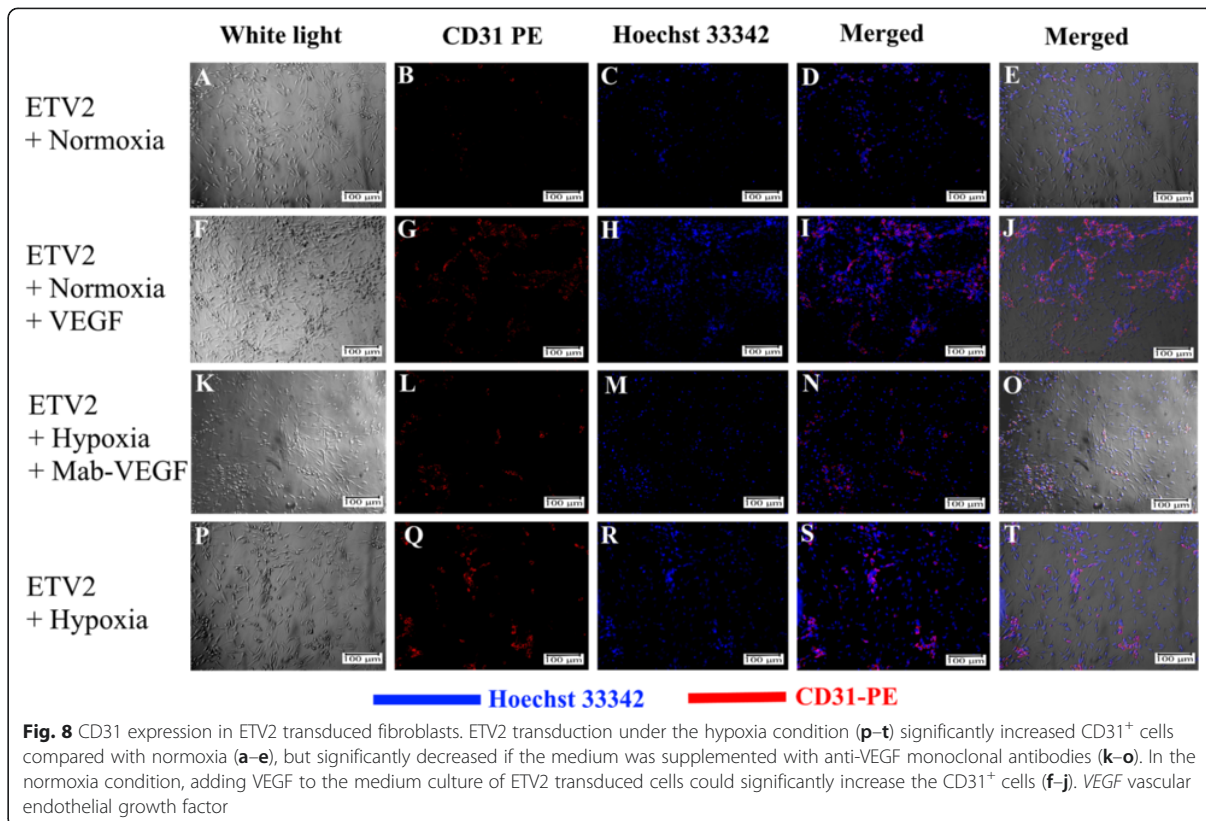 White light CD31 PE Hoechst 33342 Merged Merged
ETV2
+ Normoxia
A B C D E
100 µm 100 µm 100 µm 100 µm 100 µm
ETV2
+ Normoxia
+ VEGF
F G H I J
100 µm 100 µm 100 µm 100 µm 100 µm
ETV2
+ Hypoxia
+ Mab-VEGF
K L M N O
100 µm 100 µm 100 µm 100 µm 100 µm
ETV2
+ Hypoxia
P Q R S T
100 µm 100 µm 100 µm 100 µm 100 µm
Hoechst 33342 CD31-PE
Fig. 8 CD31 expression in ETV2 transduced fibroblasts. ETV2 transduction under the hypoxia condition (p–t) significantly increased CD31+ cells
compared with normoxia (a–e), but significantly decreased if the medium was supplemented with anti-VEGF monoclonal antibodies (k–o). In the
normoxia condition, adding VEGF to the medium culture of ETV2 transduced cells could significantly increase the CD31+ cells (f–j). VEGF vascular
endothelial growth factor